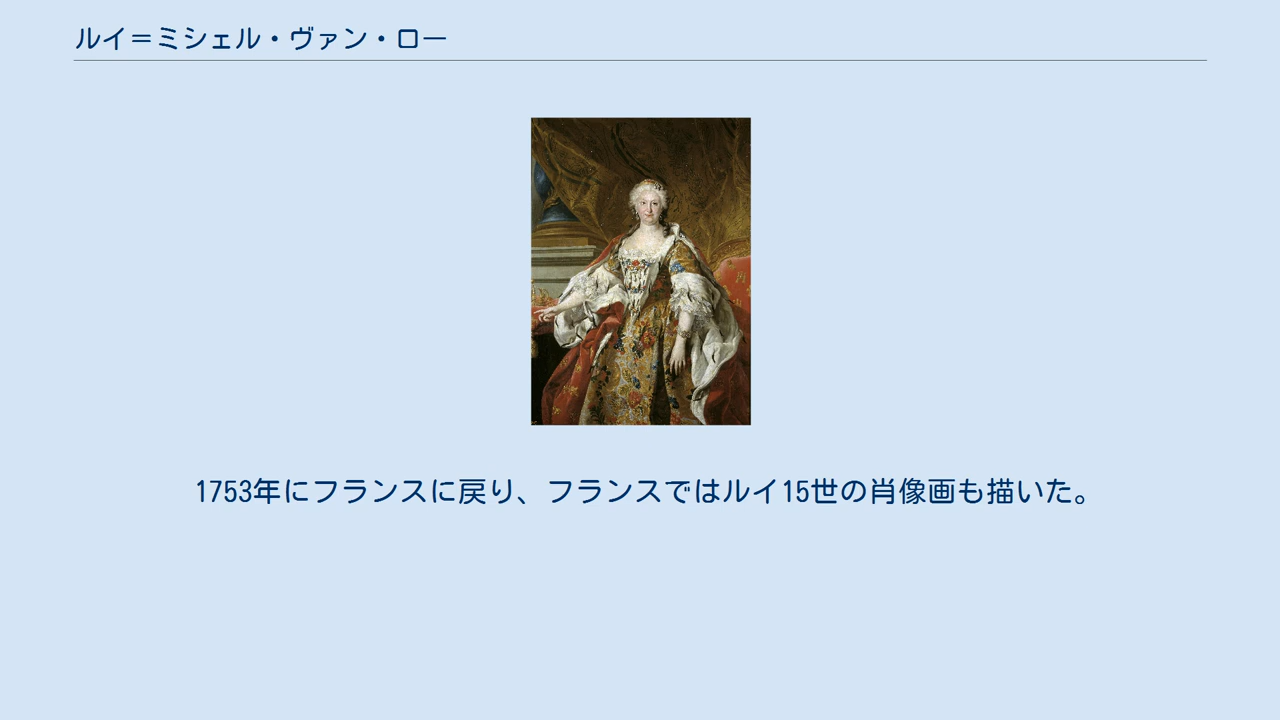 ルイ＝ミシェル・ヴァン・ロー
1753年にフランスに戻り、フランスではルイ15世の肖像画も描いた。